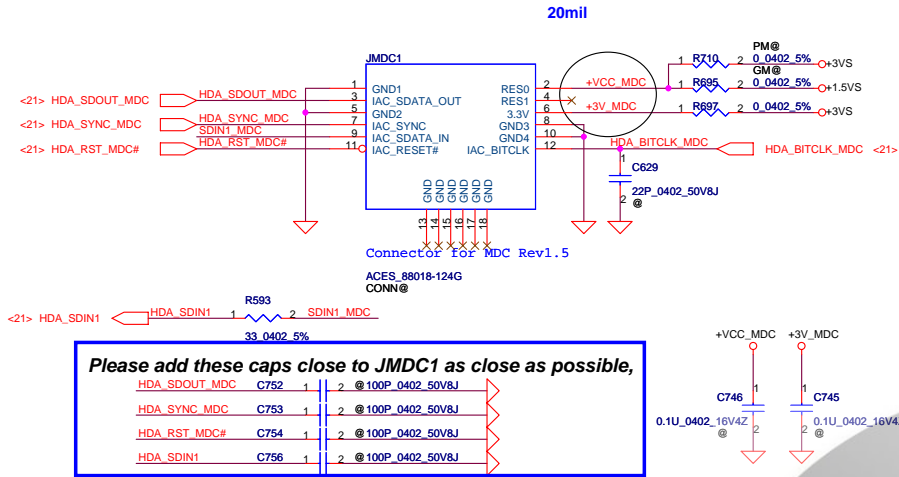 20mil
JMDC1
1 GND1 RES0 2 +VCC_MDC 1 R710 2 PM@ 0_0402_5% +3VS
<21> HDA_SDOUT_MDC HDA_SDOUT_MDC 3 IAC_SDATA_OUT RES1 4 1 R695 2 GM@ 0_0402_5% +1.5VS
5 GND2 3.3V 6 +3V_MDC 1 R697 2 0_0402_5% +3VS
<21> HDA_SYNC_MDC HDA_SYNC_MDC 7 IAC_SYNC GND3 8
SDIN1_MDC 9 IAC_SDATA_IN GND4 10
<21> HDA_RST_MDC# HDA_RST_MDC# 11 IAC_RESET# IAC_BITCLK 12 HDA_BITCLK_MDC HDA_BITCLK_MDC <21>
1 C629
22P_0402_50V8J
2 @
GND GND GND GND GND GND
13 14 15 16 17 18
Connector for MDC Rev1.5
ACES_88018-124G
CONN@
R593
<21> HDA_SDIN1 HDA_SDIN1 1 2 SDIN1_MDC
33_0402_5%
Please add these caps close to JMDC1 as close as possible,
HDA_SDOUT_MDC C752 1 2 @100P_0402_50V8J
HDA_SYNC_MDC C753 1 2 @100P_0402_50V8J
HDA_RST_MDC# C754 1 2 @100P_0402_50V8J
HDA_SDIN1 C756 1 2 @100P_0402_50V8J
+VCC_MDC +3V_MDC
C746 1 1 C745
0.1U_0402_16V4Z 0.1U_0402_16V4
@ 2 2 @